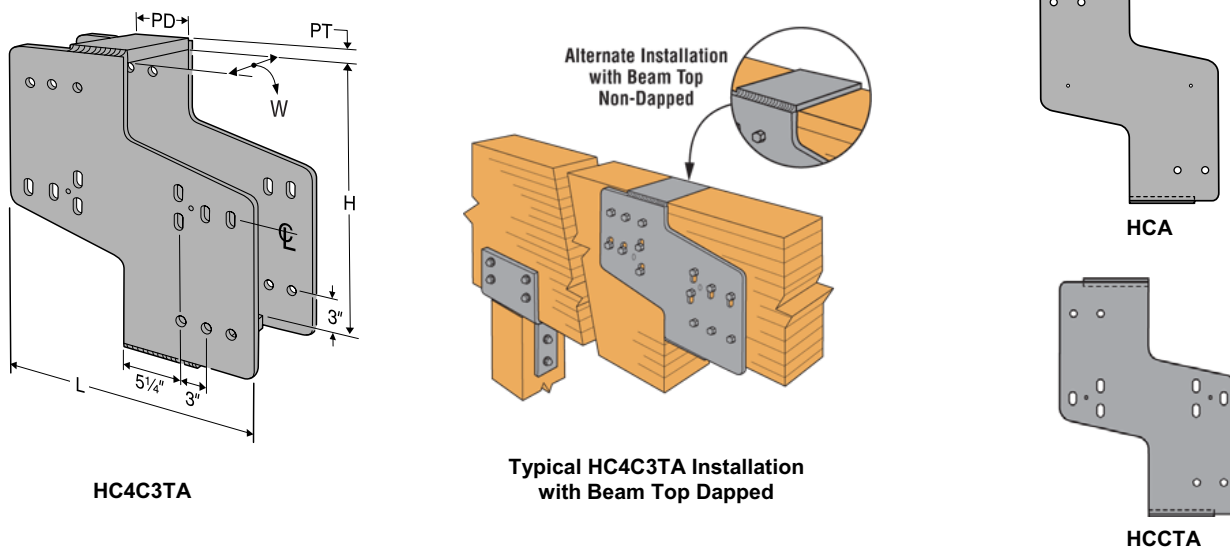 PD
PT
W
H
℄
3"
5¼"
3"
L
HC4C3TA
Alternate Installation
with Beam Top
Non-Dapped
Typical HC4C3TA Installation
with Beam Top Dapped
HCA
HCCTA